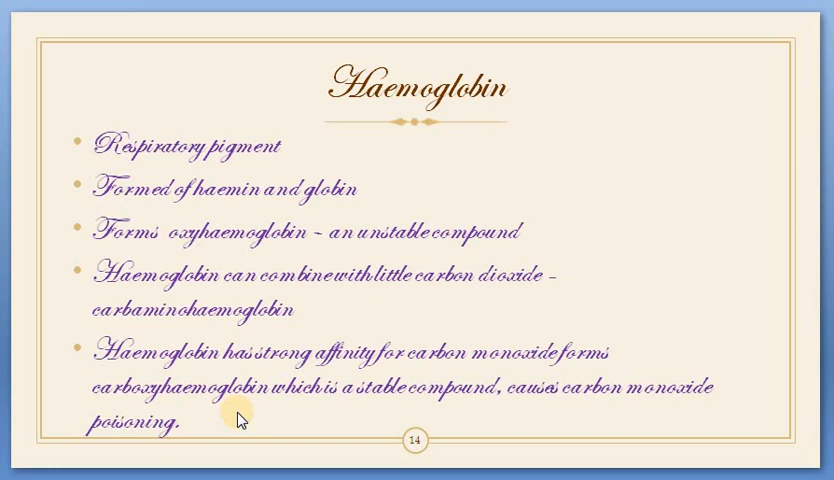 Haemoglobin
• Respiratory pigment
• Formed of haemin and globin
• Forms oxyhaemoglobin – an unstable compound
• Haemoglobin can combine with little carbon dioxide –
carbaminohaemoglobin
• Haemoglobin has strong affinity for carbon monoxide forms
carboxyhaemoglobin which is a stable compound, causes carbon monoxide
poisoning.
14